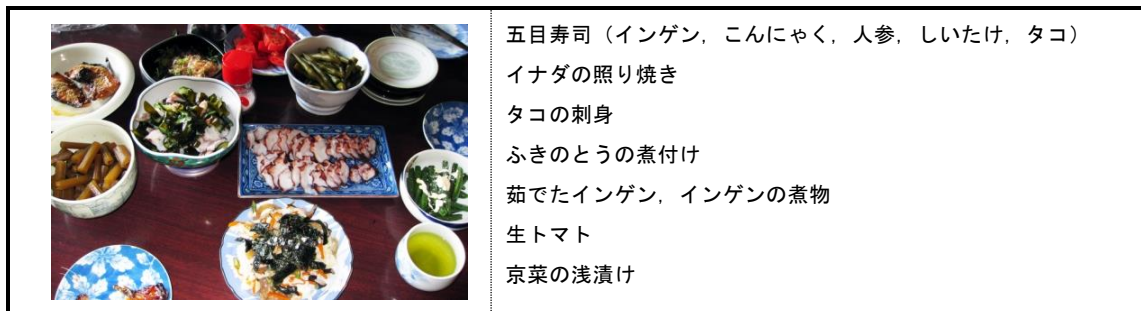 五目寿司（インゲン，こんにゃく，人参，しいたけ，タコ）
イナダの照り焼き
タコの刺身
ふきのとうの煮付け
茹でたインゲン，インゲンの煮物
生トマト
京菜の浅漬け